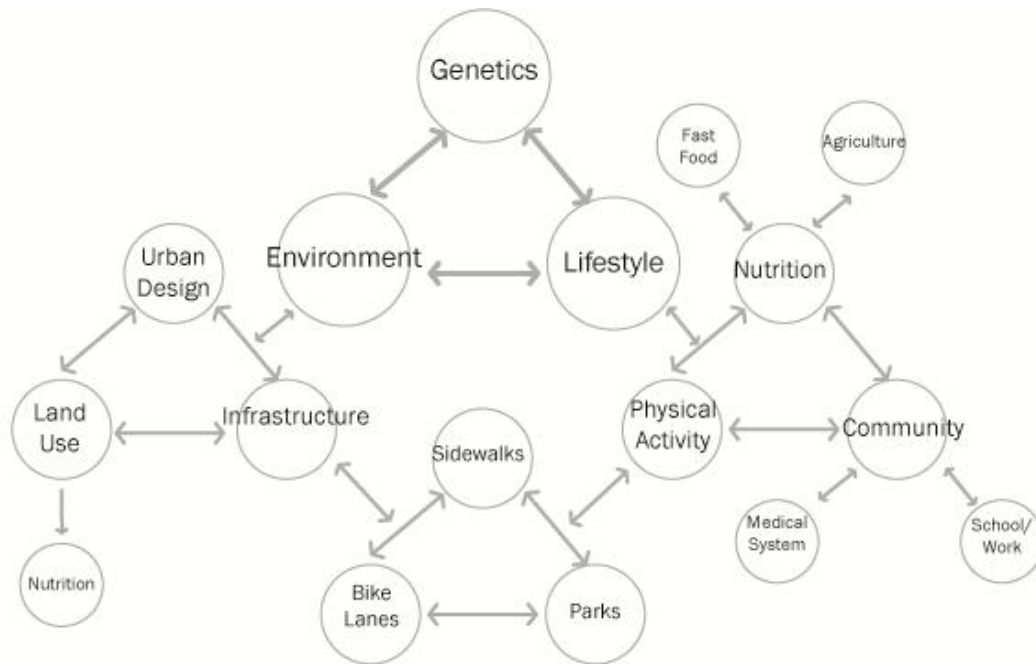 Genetics
Fast
Food
Agriculture
Urban
Design
Environment
Lifestyle
Nutrition
Land
Use
Infrastructure
Sidewalks
Physical
Activity
Community
Medical
System
School/
Work
Nutrition
Bike
Lanes
Parks